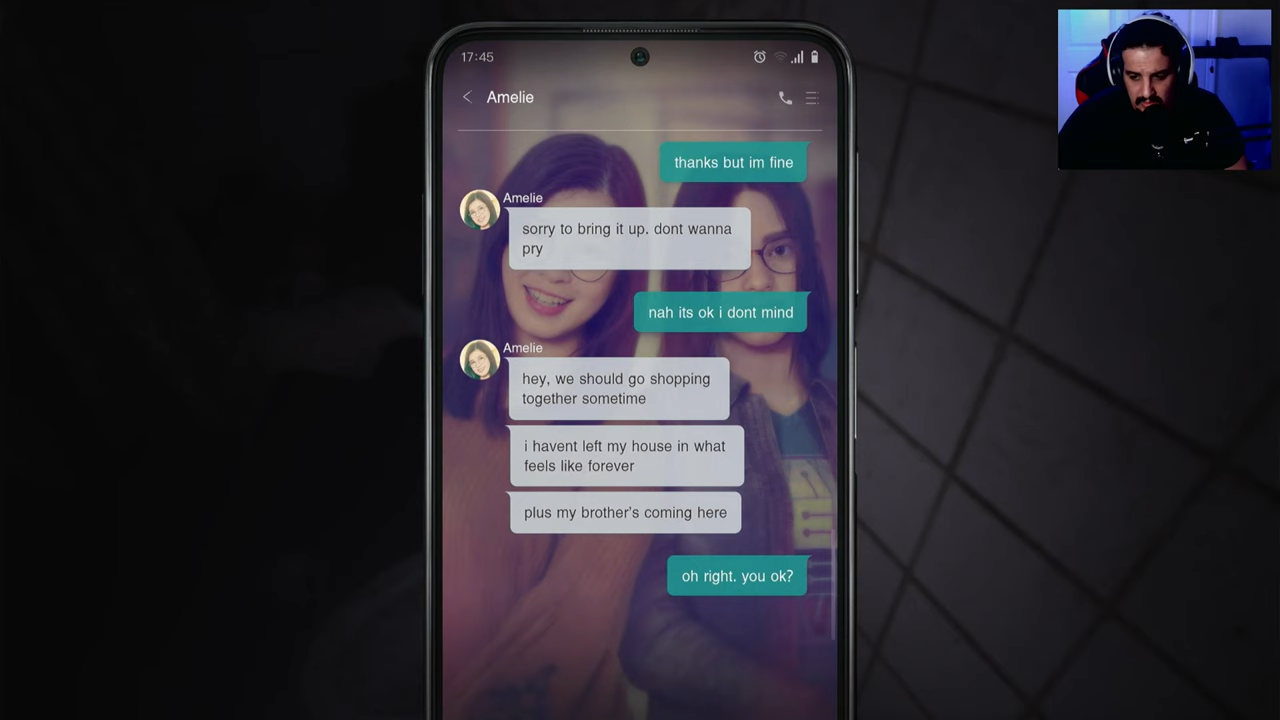 17:45
Amelie
thanks but im fine
Amelie
sorry to bring it up. dont wanna
pry
nah its ok i dont mind
Amelie
hey, we should go shopping
together sometime
i havent left my house in what
feels like forever
plus my brother's coming here
oh right. you ok?